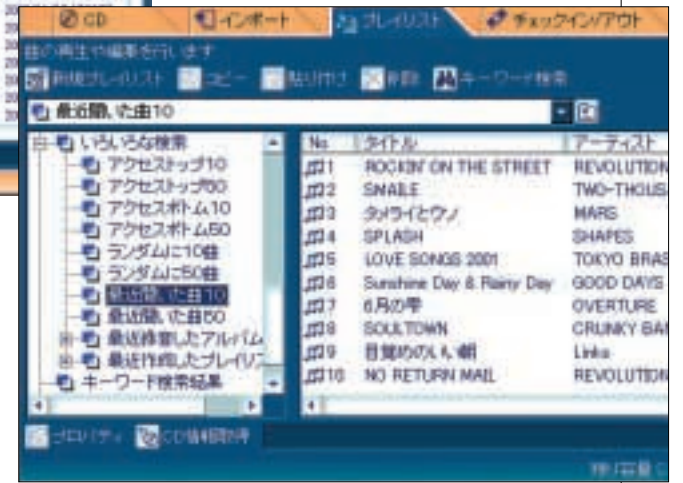 CD インポート プレイリスト チェックイン/アウト
曲の再生や編集を行います
新規プレイリスト コピー 貼り付け 削除 キーワード検索
最近聞いた曲10
いろいろな検索
アクセストップ10
アクセストップ50
アクセスボトム10
アクセスボトム50
ランダムに10曲
ランダムに50曲
最近聞いた曲10
最近聞いた曲50
最近録音したアルバム
最近作成したプレイリス
キーワード検索結果
No タイトル アーティスト
1 ROCKIN' ON THE STREET REVOLUTION
2 SMAILE TWO-THOUS
3 MARS
4 SPLASH SHAPES
5 LOVE SONGS 2001 TOKYO BRAS
6 Sunshine Day & Rainy Day GOOD DAYS
7 6月の雫 OVERTURE
8 SOULTOWN CRUNKY BA
9 目覚めのいい朝 Links
10 NO RETURN MAIL REVOLUTION
プロパティ CD情報取得